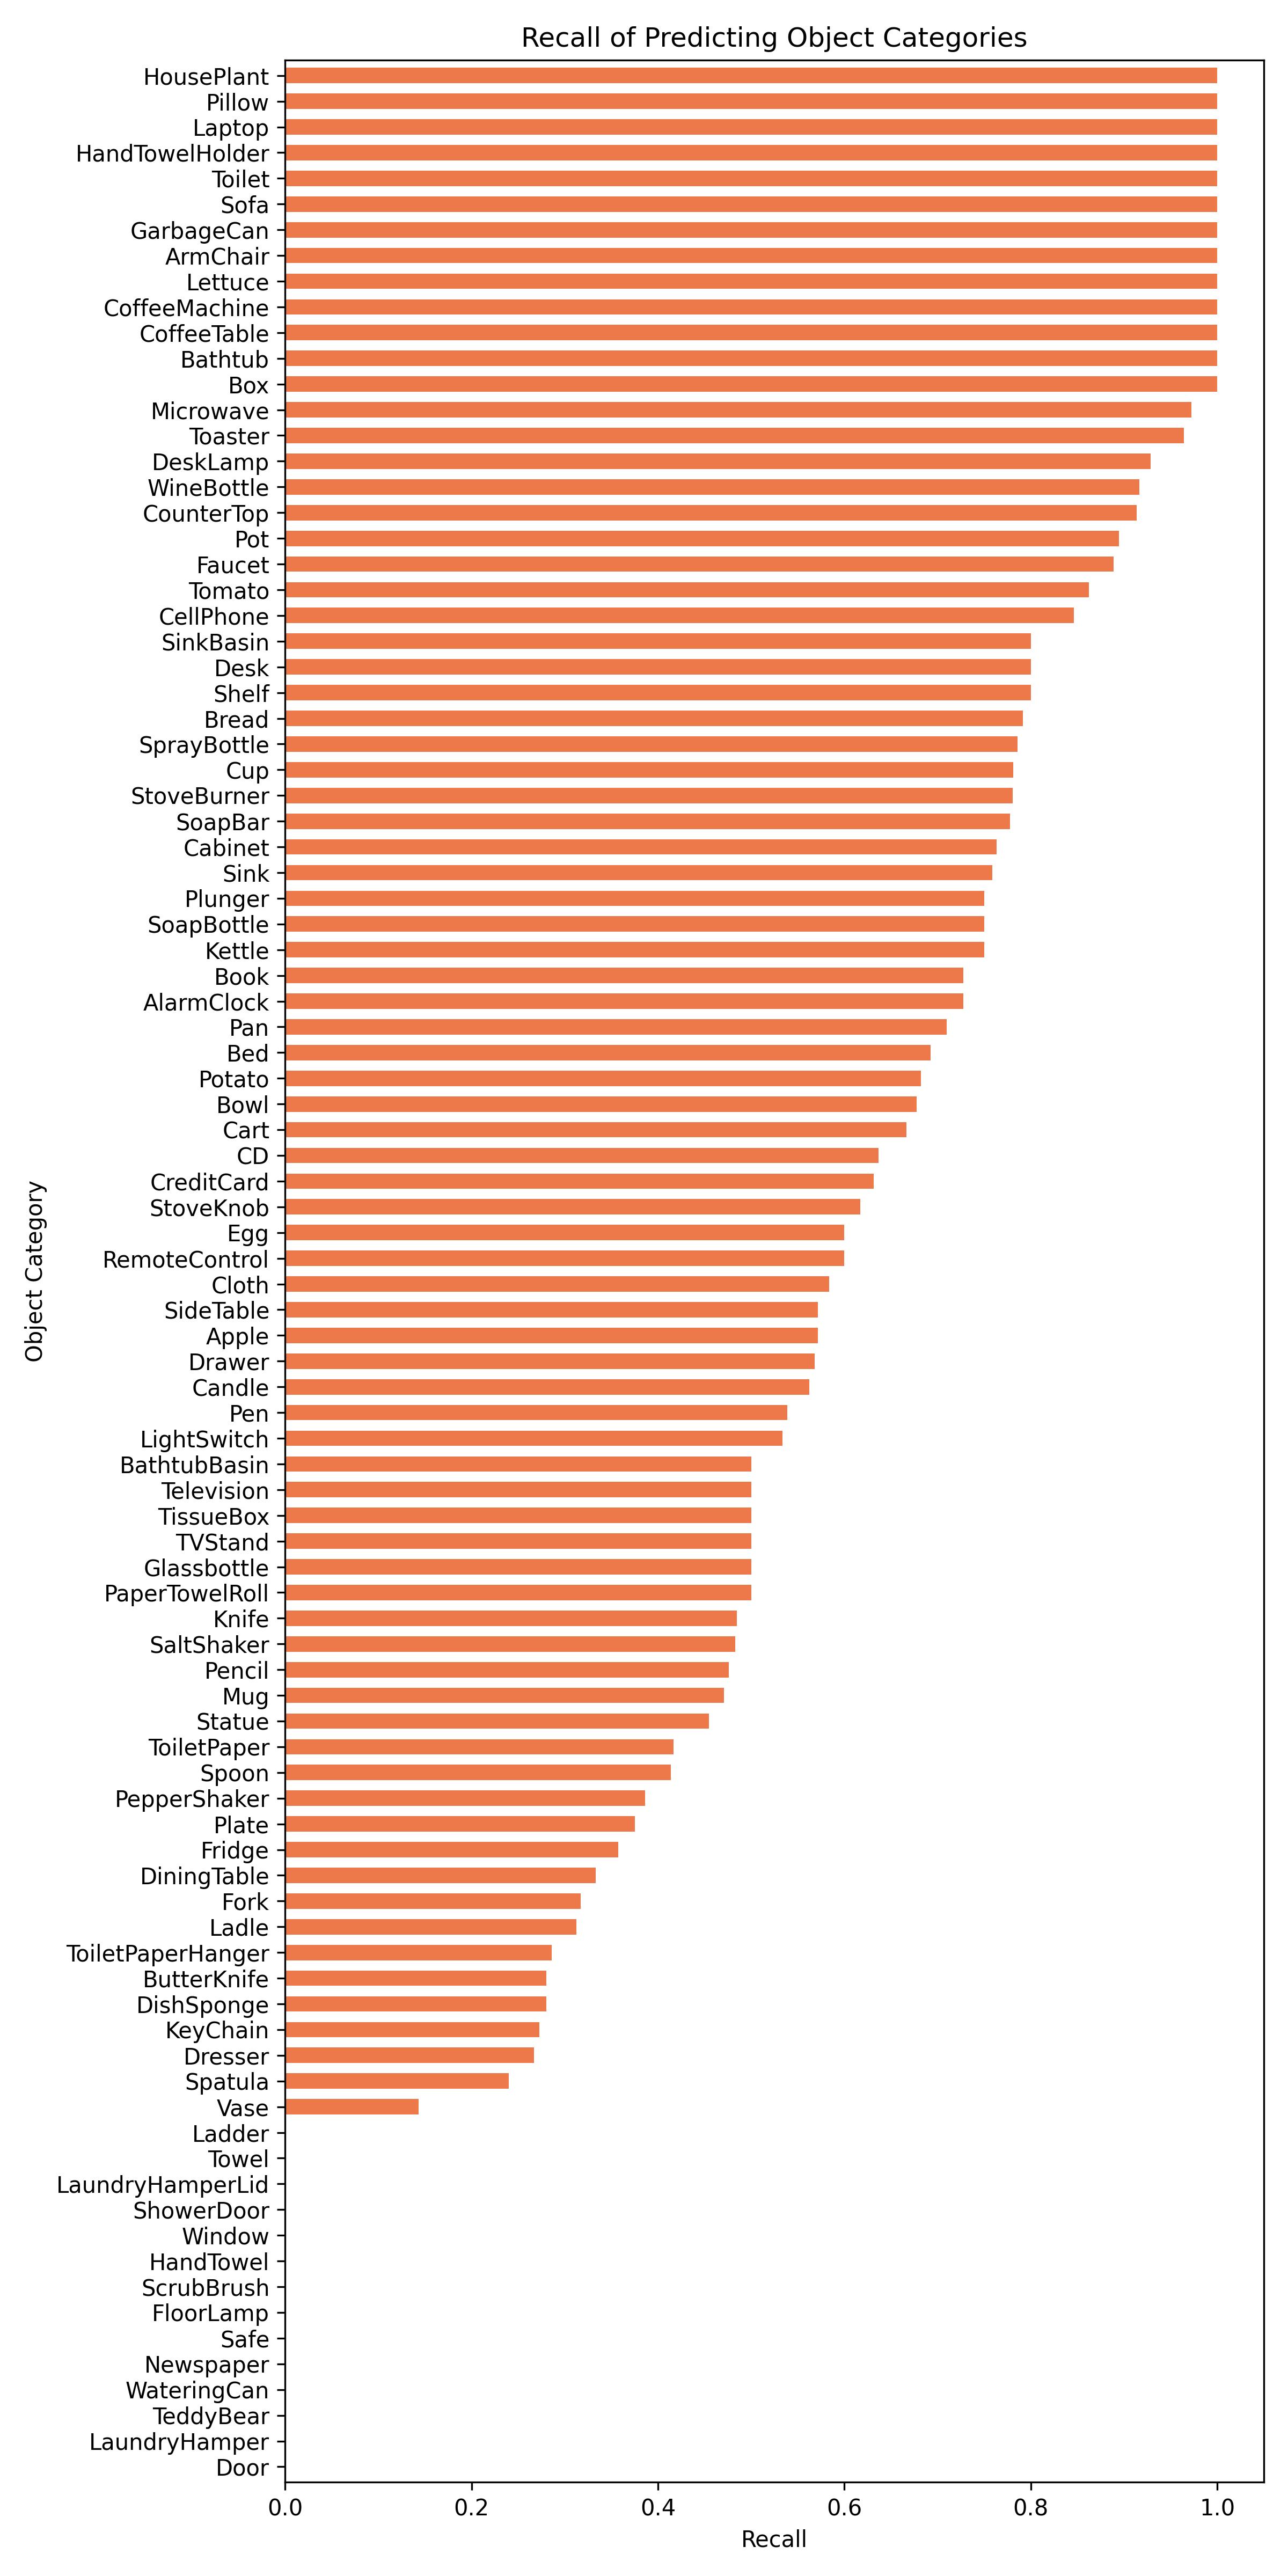 Recall of Predicting Object Categories
HousePlant
Pillow
Laptop
HandTowelHolder
Toilet
Sofa
GarbageCan
ArmChair
Lettuce
CoffeeMachine
CoffeeTable
Bathtub
Box
Microwave
Toaster
DeskLamp
WineBottle
CounterTop
Pot
Faucet
Tomato
CellPhone
SinkBasin
Desk
Shelf
Bread
SprayBottle
Cup
StoveBurner
SoapBar
Cabinet
Sink
Plunger
SoapBottle
Kettle
Book
AlarmClock
Pan
Bed
Potato
Bowl
Cart
CD
CreditCard
StoveKnob
Egg
RemoteControl
Cloth
SideTable
Apple
Drawer
Candle
Pen
LightSwitch
BathtubBasin
Television
TissueBox
TVStand
Glassbottle
PaperTowelRoll
Knife
SaltShaker
Pencil
Mug
Statue
ToiletPaper
Spoon
PepperShaker
Plate
Fridge
DiningTable
Fork
Ladle
ToiletPaperHanger
ButterKnife
DishSponge
KeyChain
Dresser
Spatula
Vase
Ladder
Towel
LaundryHamperLid
ShowerDoor
Window
HandTowel
ScrubBrush
FloorLamp
Safe
Newspaper
WateringCan
TeddyBear
LaundryHamper
Door
Object Category
0.0 0.2 0.4 0.6 0.8 1.0
Recall